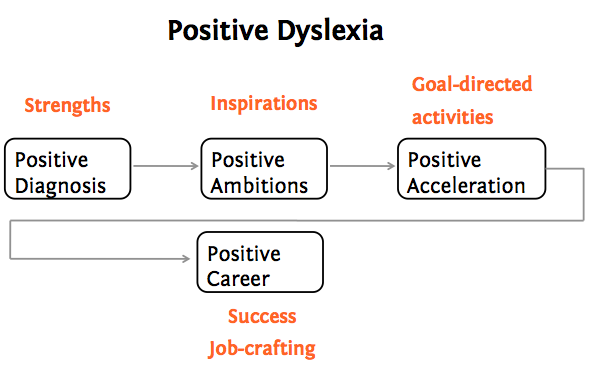 Positive Dyslexia
Strengths
Inspirations
Goal-directed
activities
Positive
Diagnosis
Positive
Ambitions
Positive
Acceleration
Positive
Career
Success
Job-crafting